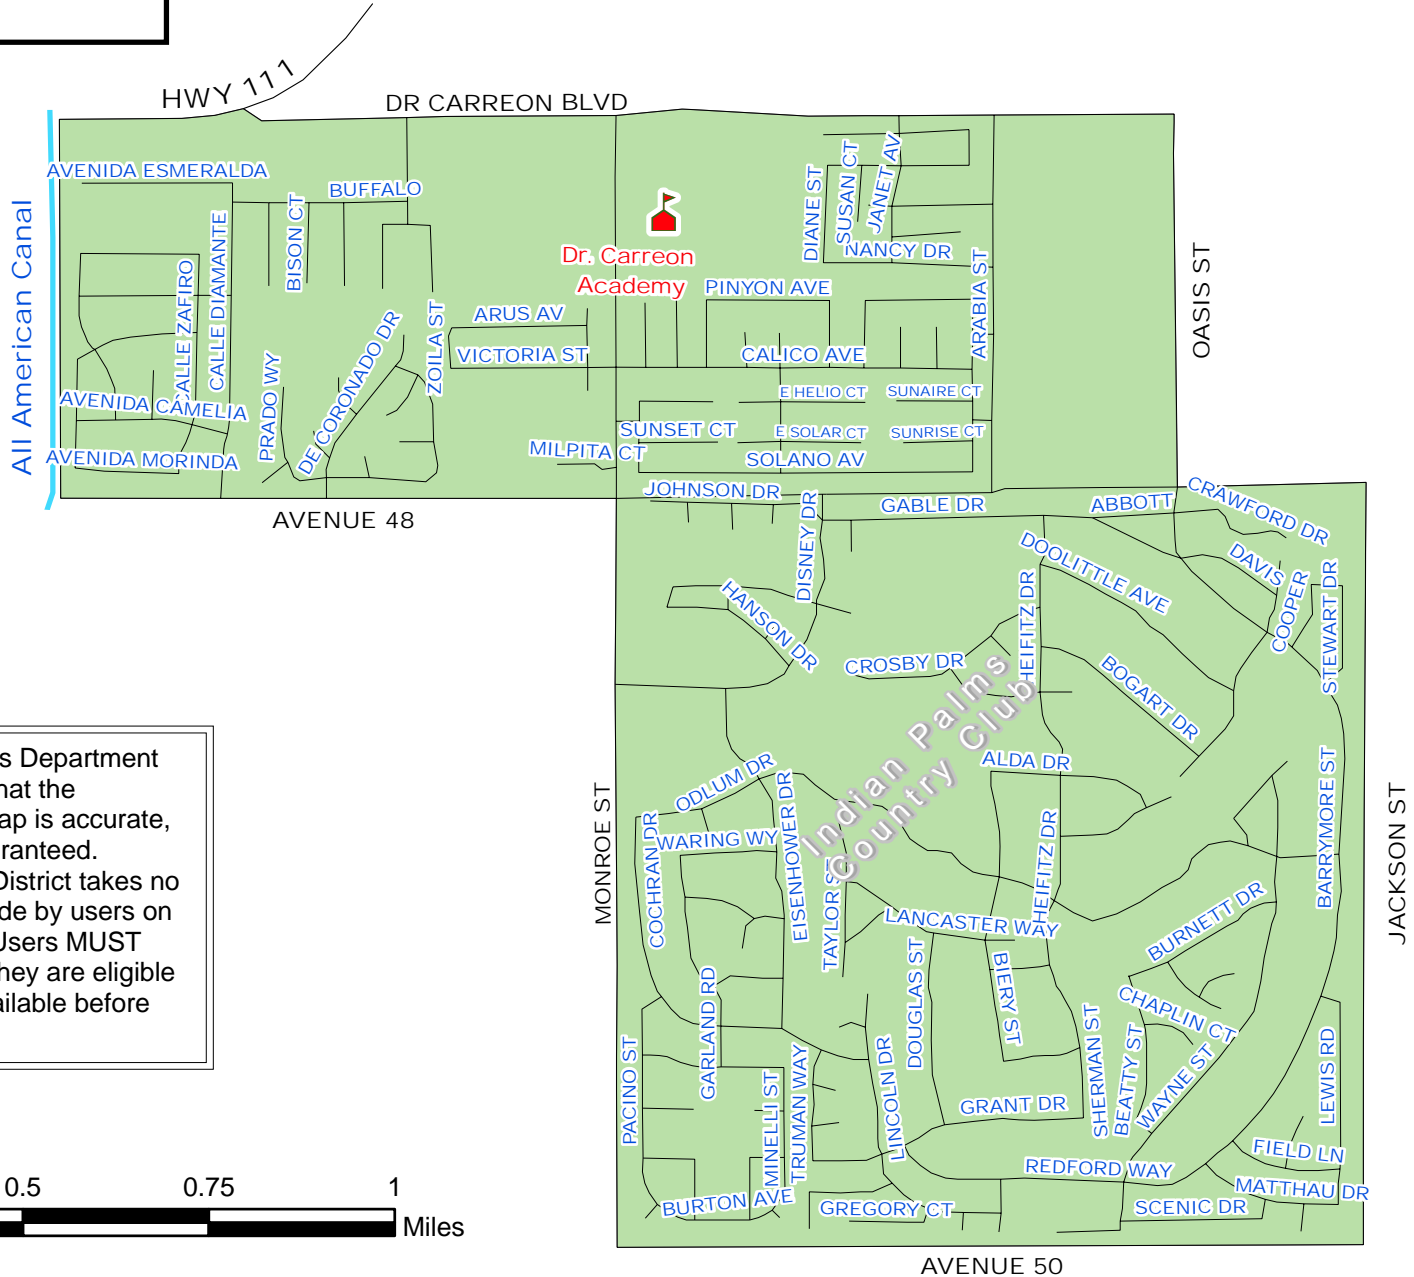 HWY 111
DR CARREON BLVD
AVENIDA ESMERALDA
BUFFALO
BISON CT
CALLE DIAMANTE
CALLE ZAFIRO
All American Canal
DIANE ST
SUSAN CT
JANET AV
NANCY DR
Dr. Carreon
Academy
PINYON AVE
ARABIA ST
OASIS ST
ARUS AV
VICTORIA ST
CALICO AVE
ZOILA ST
DE CORONADO DR
PRADO WY
AVENIDA CAMELIA
AVENIDA MORINDA
E HELIO CT
SUNAIRE CT
SUNSET CT
E SOLAR CT
SUNRISE CT
MILPITA CT
SOLANO AV
JOHNSON DR
AVENUE 48
DISNEY DR
GABLE DR
ABBOTT
CRAWFORD DR
DOOLITTLE AVE
DAVIS
COOPER
STEWART DR
HANSON DR
HEIFITZ DR
CROSBY DR
BOGART DR
Indian Palms
Country Club
ALDA DR
ODLUM DR
EISENHOWER DR
WARING WY
COCHRAN DR
MONROE ST
TAYLOR ST
HEIFITZ DR
BARRYMORE ST
JACKSON ST
LANCASTER WAY
BURNETT DR
BIERY ST
DOUGLAS ST
CHAPLIN CT
GARLAND RD
SHERMAN ST
BEATTY ST
WAYNE ST
LEWIS RD
PACINO ST
MINELLI ST
TRUMAN WAY
LINCOLN DR
GRANT DR
FIELD LN
REDFORD WAY
MATTHAU DR
BURTON AVE
GREGORY CT
SCENIC DR
AVENUE 50
s Department
hat the
ap is accurate,
ranteed.
District takes no
de by users on
Users MUST
hey are eligible
ailable before
0.5 0.75 1
Miles